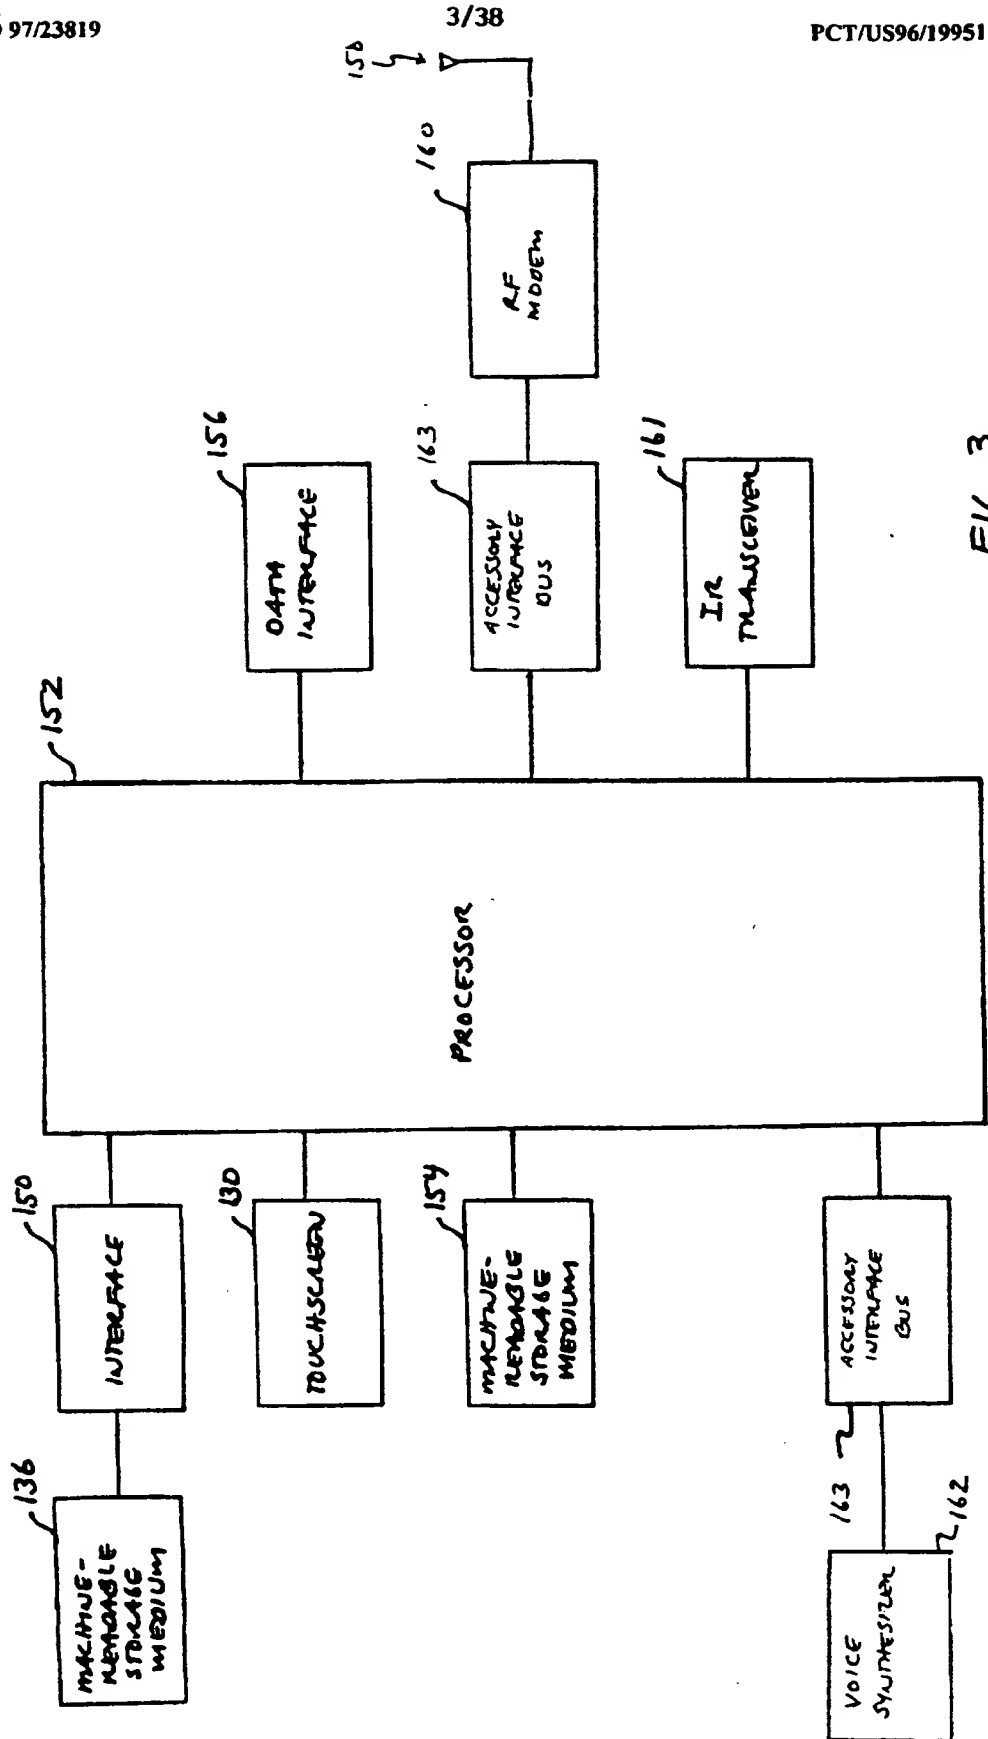 97/23819
3/38
PCT/US96/19951
136
MACHINE-
READABLE
STORAGE
MEDIUM
150
INTERFACE
130
TOUCHSCREEN
154
MACHINE-
READABLE
STORAGE
MEDIUM
162
VOICE
SYNTHESIZER
163
ACCESSORY
INTERFACE
BUS
152
PROCESSOR
156
DATA
INTERFACE
163
ACCESSORY
INTERFACE
BUS
161
IR
TRANSCEIVER
160
RF
MODEM
158
3